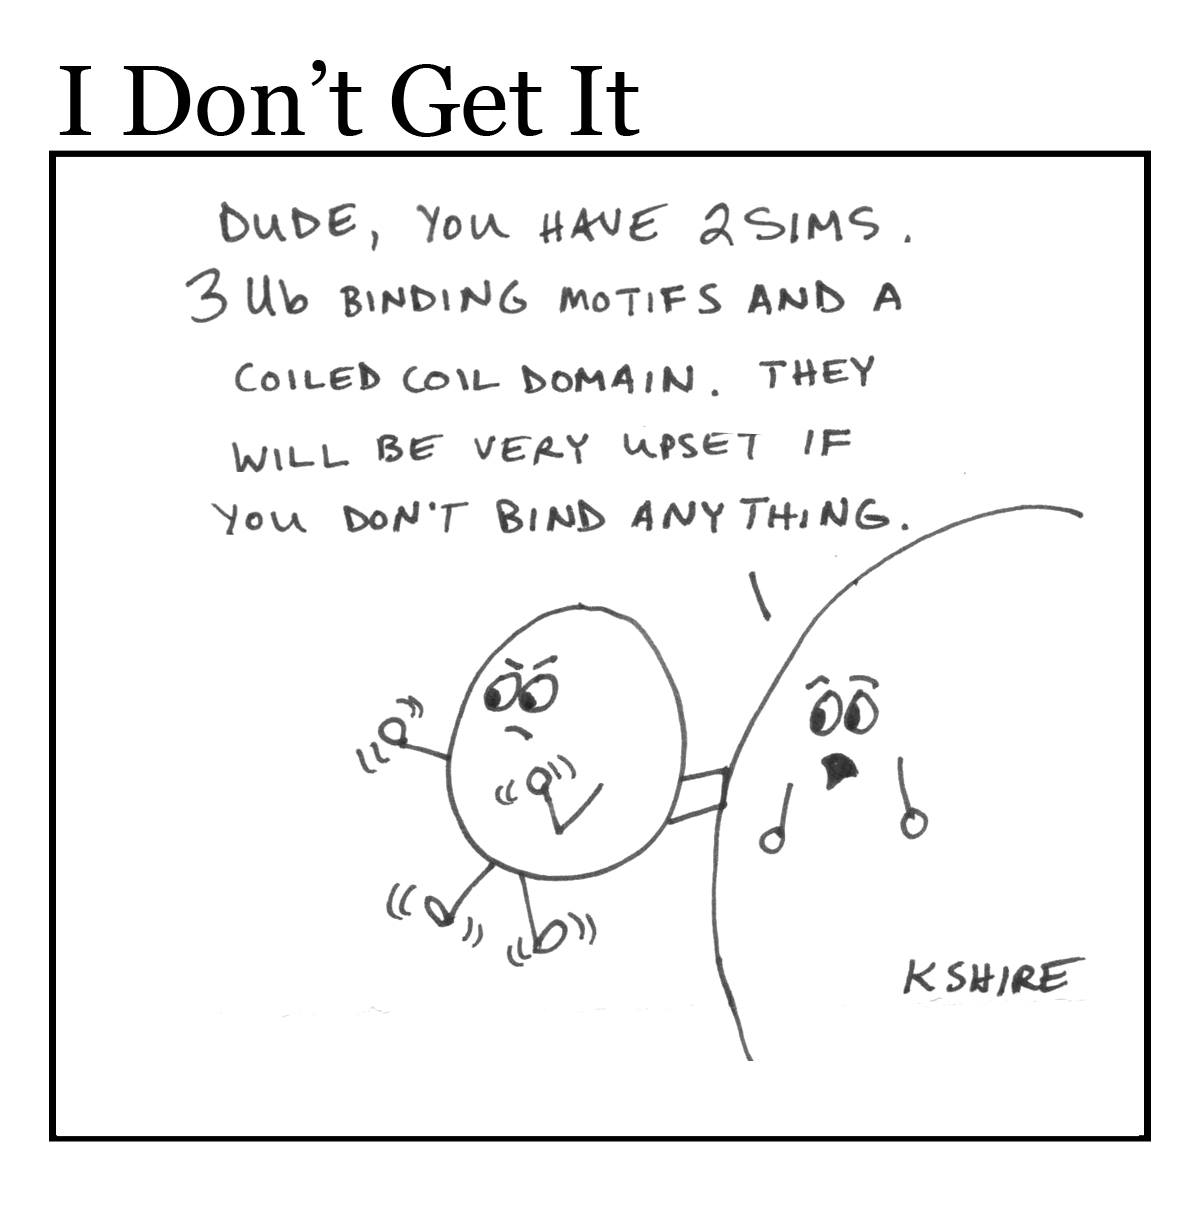 I Don’t Get It
DUDE, YOU HAVE 2 SIMS.
3 Ub BINDING MOTIFS AND A
COILED COIL DOMAIN. THEY
WILL BE VERY UPSET IF
YOU DON'T BIND ANYTHING.
K SHIRE